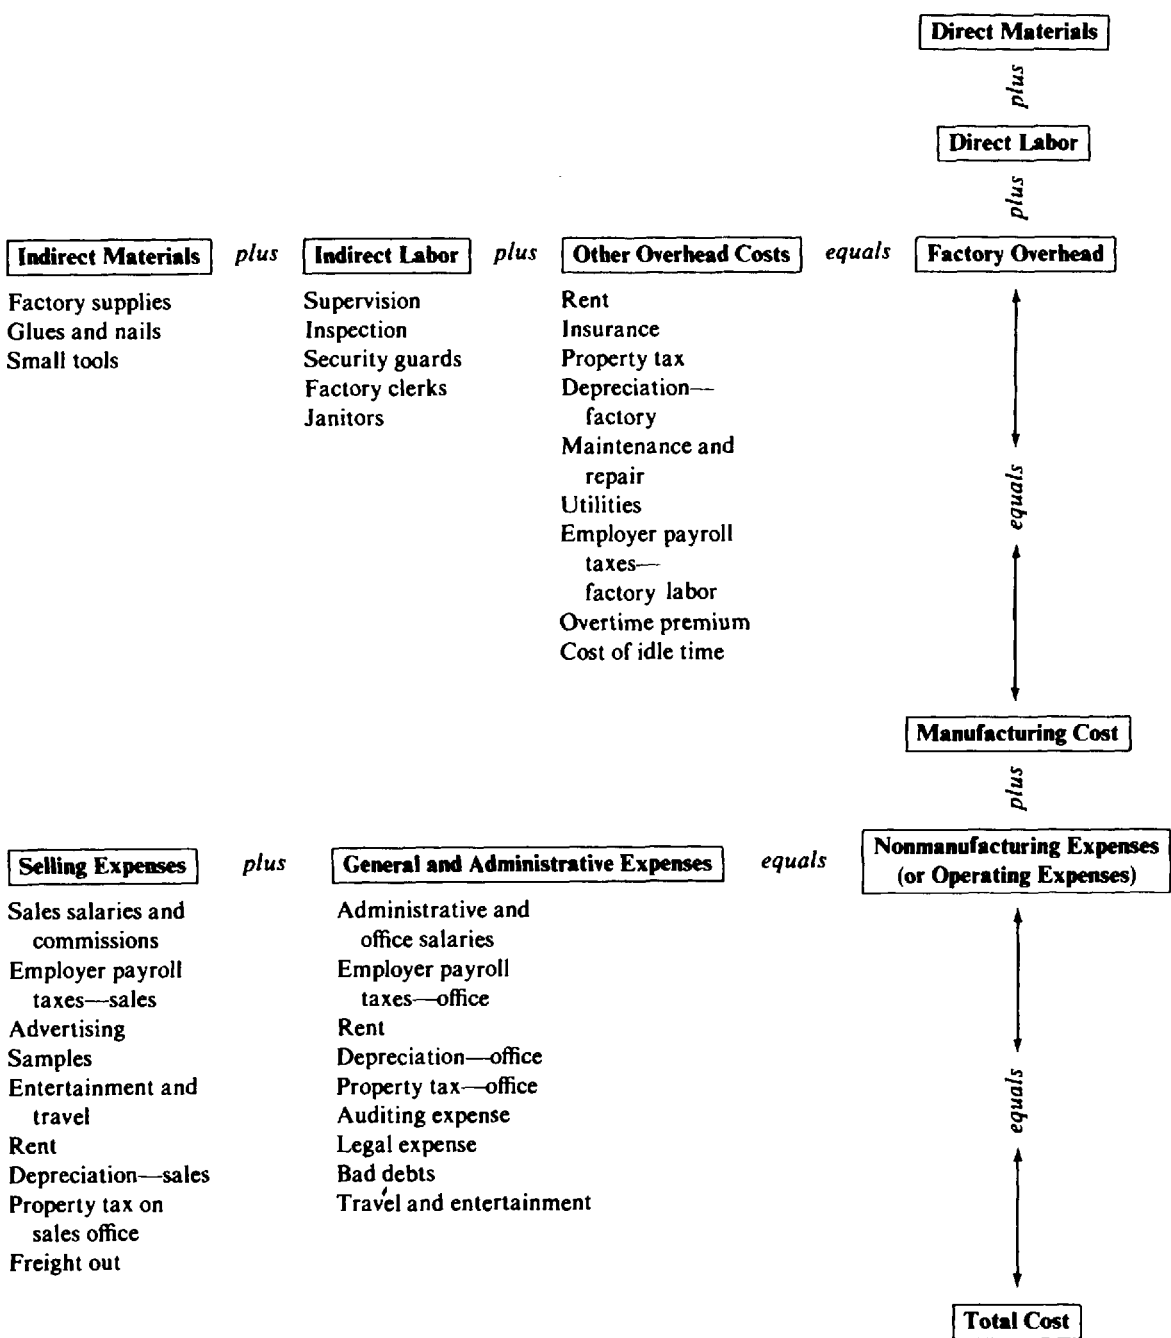 Direct Materials
plus
Direct Labor
plus
Indirect Materials plus Indirect Labor plus Other Overhead Costs equals Factory Overhead
Factory supplies
Glues and nails
Small tools
Supervision
Inspection
Security guards
Factory clerks
Janitors
Rent
Insurance
Property tax
Depreciation—
factory
Maintenance and
repair
Utilities
Employer payroll
taxes—
factory labor
Overtime premium
Cost of idle time
equals
Manufacturing Cost
plus
Selling Expenses plus General and Administrative Expenses equals Nonmanufacturing Expenses
(or Operating Expenses)
Sales salaries and
commissions
Employer payroll
taxes—sales
Advertising
Samples
Entertainment and
travel
Rent
Depreciation—sales
Property tax on
sales office
Freight out
Administrative and
office salaries
Employer payroll
taxes—office
Rent
Depreciation—office
Property tax—office
Auditing expense
Legal expense
Bad debts
Travel and entertainment
equals
Total Cost